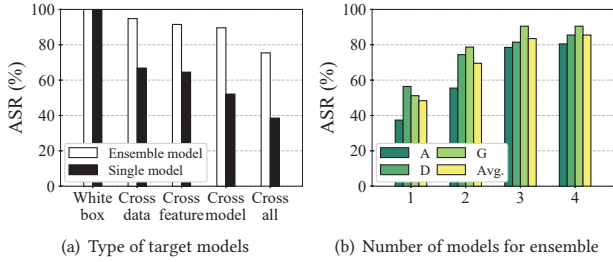 100
80
60
40
20
0
ASR (%)
Ensemble model
Single model
White box
Cross data
Cross feature
Cross model
Cross all
(a) Type of target models
100
80
60
40
20
0
ASR (%)
A
D
G
Avg.
1 2 3 4
(b) Number of models for ensemble